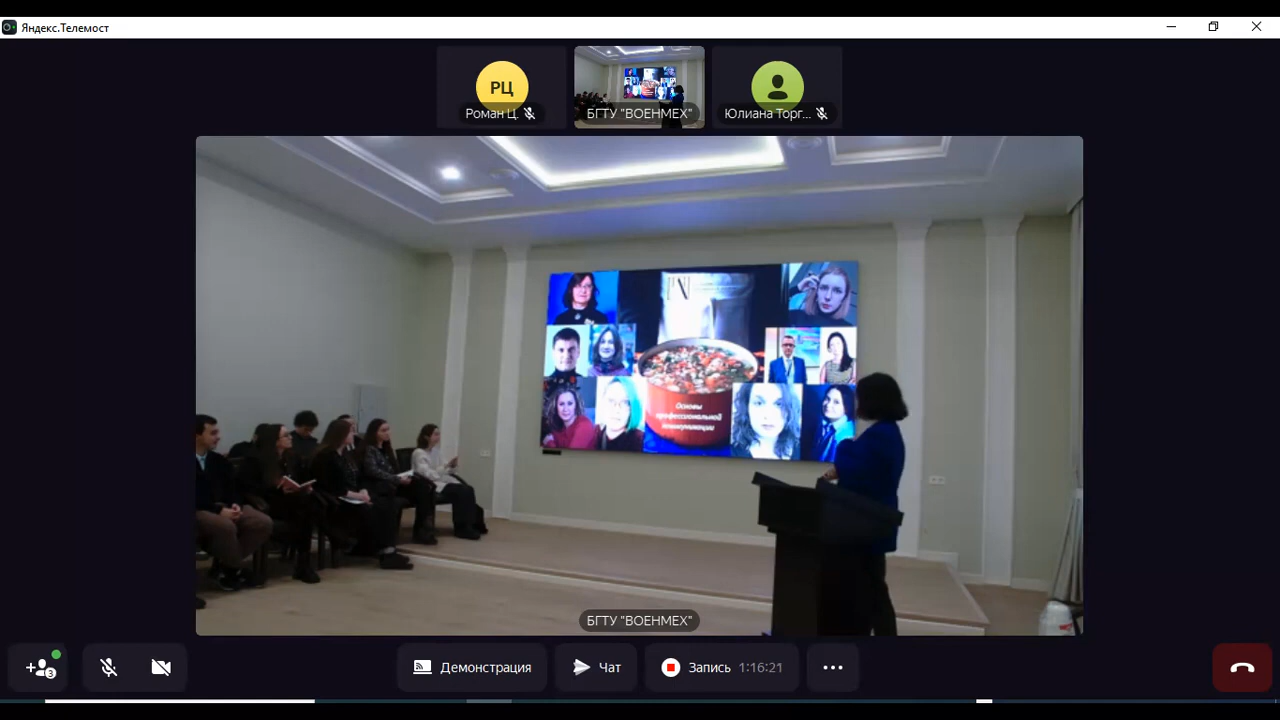 Яндекс.Телемост
РЦ
Роман Ц.
БГТУ "ВОЕНМЕХ"
Юлиана Торг...
Основы
профессиональной
коммуникации
БГТУ "ВОЕНМЕХ"
3
Демонстрация
Чат
Запись 1:16:21